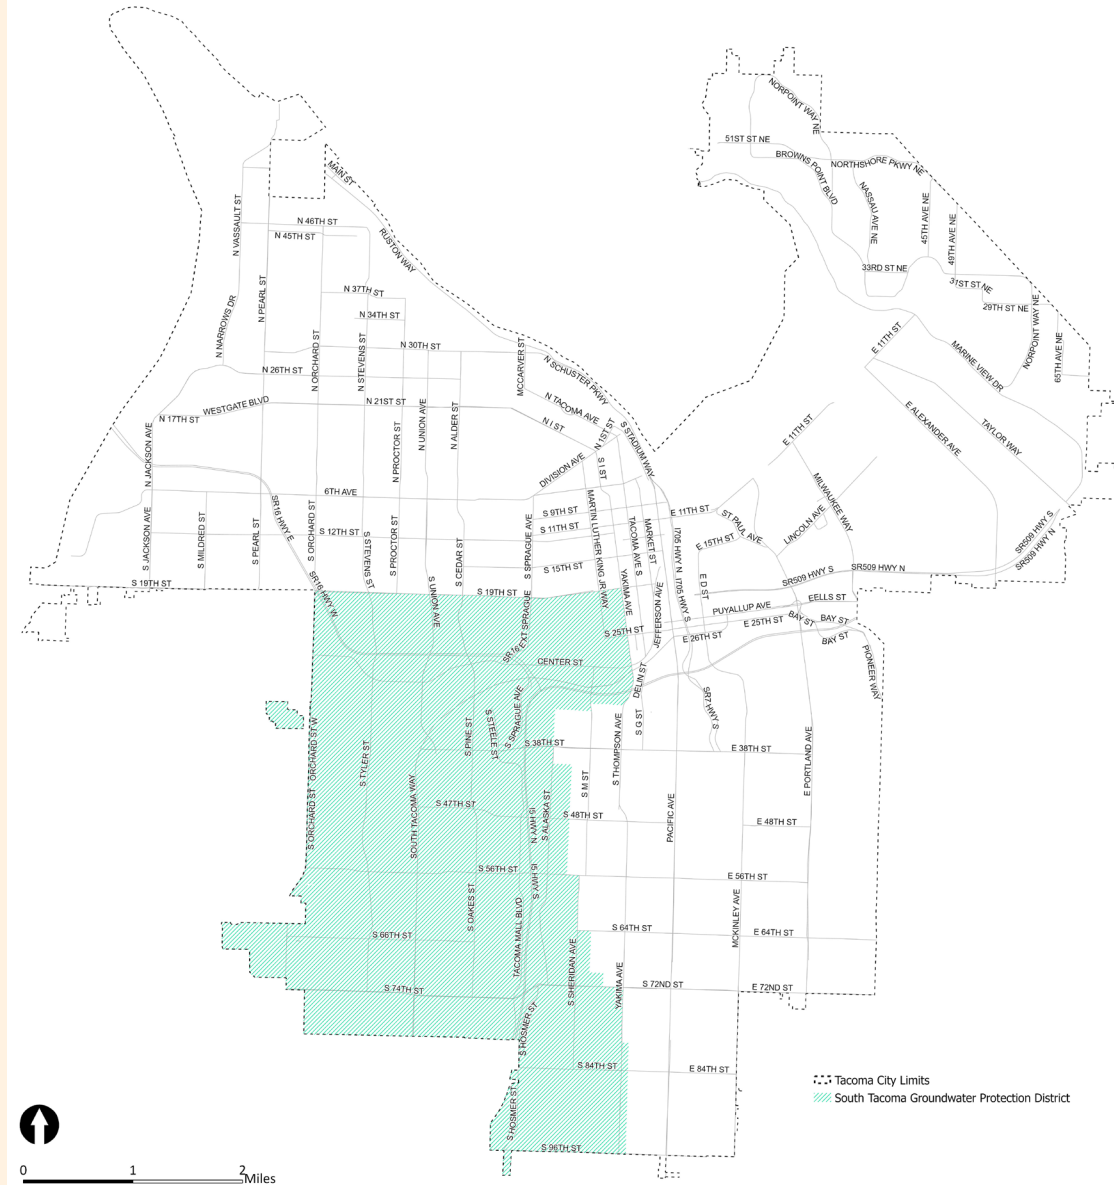 NORPOINT WAY NE
51ST ST NE
BROWNS POINT BLVD
NORTHSHORE PKWY NE
MAIN ST
NASSAU AVE NE
45TH AVE NE
49TH AVE NE
N VASSAULT ST
N 46TH ST
N 45TH ST
RUSTON WAY
33RD ST NE
31ST ST NE
N PEARL ST
N 37TH ST
29TH ST NE
NORPOINT WAY NE
N NARROWS DR
N 34TH ST
E 11TH ST
N ORCHARD ST
N STEVENS ST
N 30TH ST
MCCARVER ST
N SCHUSTER PKWY
MARINE VIEW DR
65TH AVE NE
N 26TH ST
WESTGATE BLVD
N 21ST ST
N UNION AVE
N ALDER ST
N TACOMA AVE
N 17TH ST
N I ST
N 1ST ST
S STADIUM WAY
E 11TH ST
E ALEXANDER AVE
TAYLOR WAY
N JACKSON AVE
N PROCTOR ST
DIVISION AVE
S I ST
6TH AVE
MILWAUKEE WAY
SR16 HWY E
S 9TH ST
E 11TH ST
ST PAUL AVE
LINCOLN AVE
S JACKSON AVE
S MILDRED ST
S PEARL ST
S ORCHARD ST
S 12TH ST
S STEVENS ST
S PROCTOR ST
S CEDAR ST
S SPRAGUE AVE
S 11TH ST
MARTIN LUTHER KING JR WAY
TACOMA AVE S
MARKET ST
I705 HWY N
E 15TH ST
SR509 HWY S
SR509 HWY N
S 15TH ST
YAKIMA AVE
I705 HWY S
E D ST
SR509 HWY S
SR509 HWY N
S 19TH ST
SR16 HWY W
S UNION AVE
S 19TH ST
JEFFERSON AVE
PUYALLUP AVE
EELLS ST
SR16 EXT SPRAGUE
S 25TH ST
E 26TH ST
E 25TH ST
BAY ST
BAY ST
BAY ST
CENTER ST
DELIN ST
PIONEER WAY
SR7 HWY S
S ORCHARD ST
ORCHARD ST W
S TYLER ST
S PINE ST
S STEELE ST
S SPRAGUE AVE
S G ST
S 38TH ST
S THOMPSON AVE
E 38TH ST
E PORTLAND AVE
SOUTH TACOMA WAY
S 47TH ST
I5 HWY N
S ALASKA ST
S M ST
S 48TH ST
PACIFIC AVE
E 48TH ST
S 56TH ST
I5 HWY S
E 56TH ST
S OAKES ST
TACOMA MALL BLVD
MCKINLEY AVE
S 66TH ST
S 64TH ST
E 64TH ST
S SHERIDAN AVE
YAKIMA AVE
S 74TH ST
S 72ND ST
E 72ND ST
S HOSMER ST
S 84TH ST
E 84TH ST
S HOSMER ST
S 96TH ST
Tacoma City Limits
South Tacoma Groundwater Protection District
0 1 2 Miles